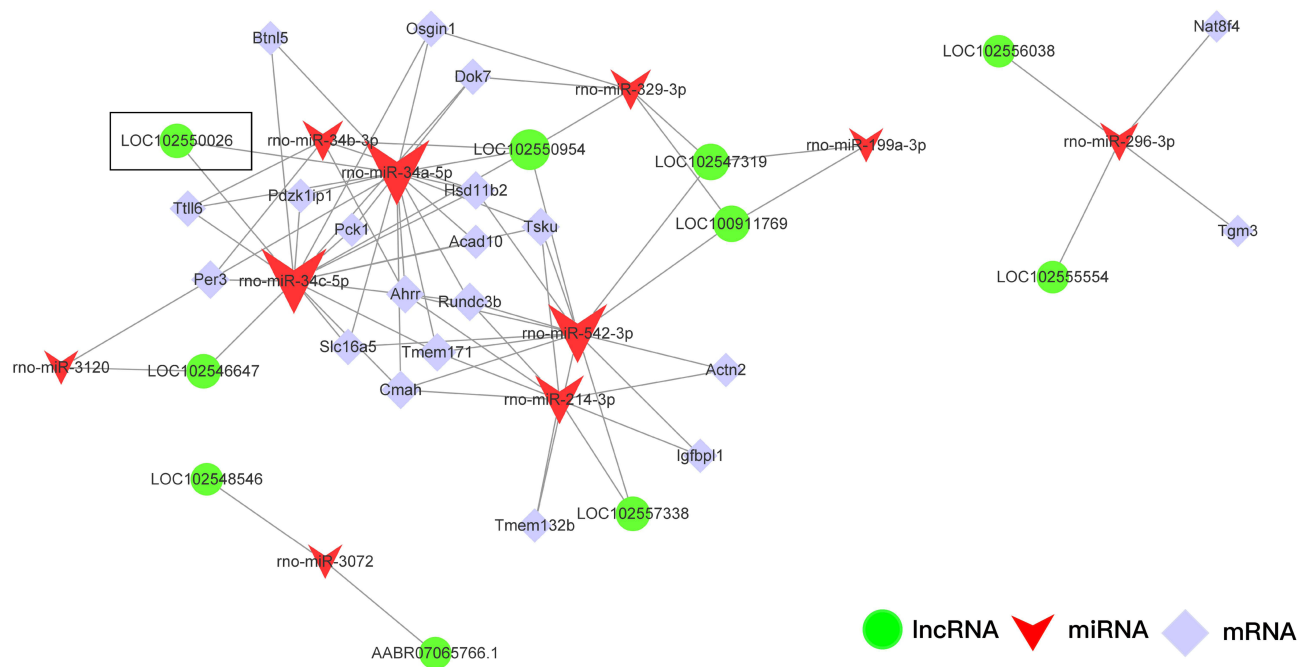 Nat8f4
Osgin1
Btnl5
LOC102556038
Dok7
rno-miR-329-3p
LOC102550026
rno-miR-34b-3p
rno-miR-296-3p
rno-miR-199a-3p
LOC102550954
LOC102547319
rno-miR-34a-5p
Hsd11b2
Pdzk1ip1
Ttll6
LOC100911769
Tsku
Pck1
Tgm3
Acad10
LOC102555554
Per3
rno-miR-34c-5p
Ahrr
Rundc3b
rno-miR-542-3p
Slc16a5
Tmem171
rno-miR-3120
LOC102546647
Actn2
Cmah
rno-miR-214-3p
Igfbpl1
LOC102548546
LOC102557338
Tmem132b
rno-miR-3072
lncRNA
miRNA
mRNA
AABR07065766.1